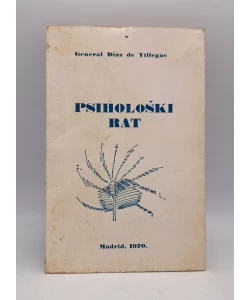 General Díaz de Villegas
PSIHOLOŠKI
RAT
Madrid, 1970.